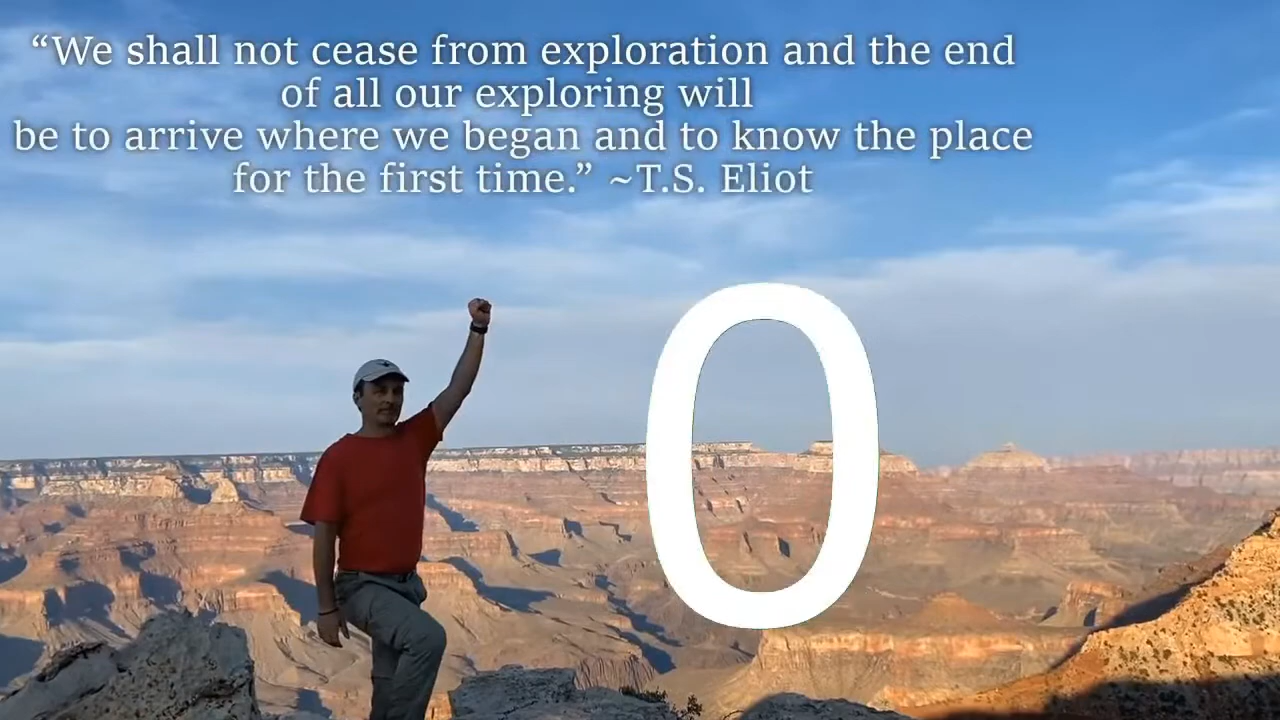 “We shall not cease from exploration and the end
of all our exploring will
be to arrive where we began and to know the place
for the first time.” ~T.S. Eliot
0